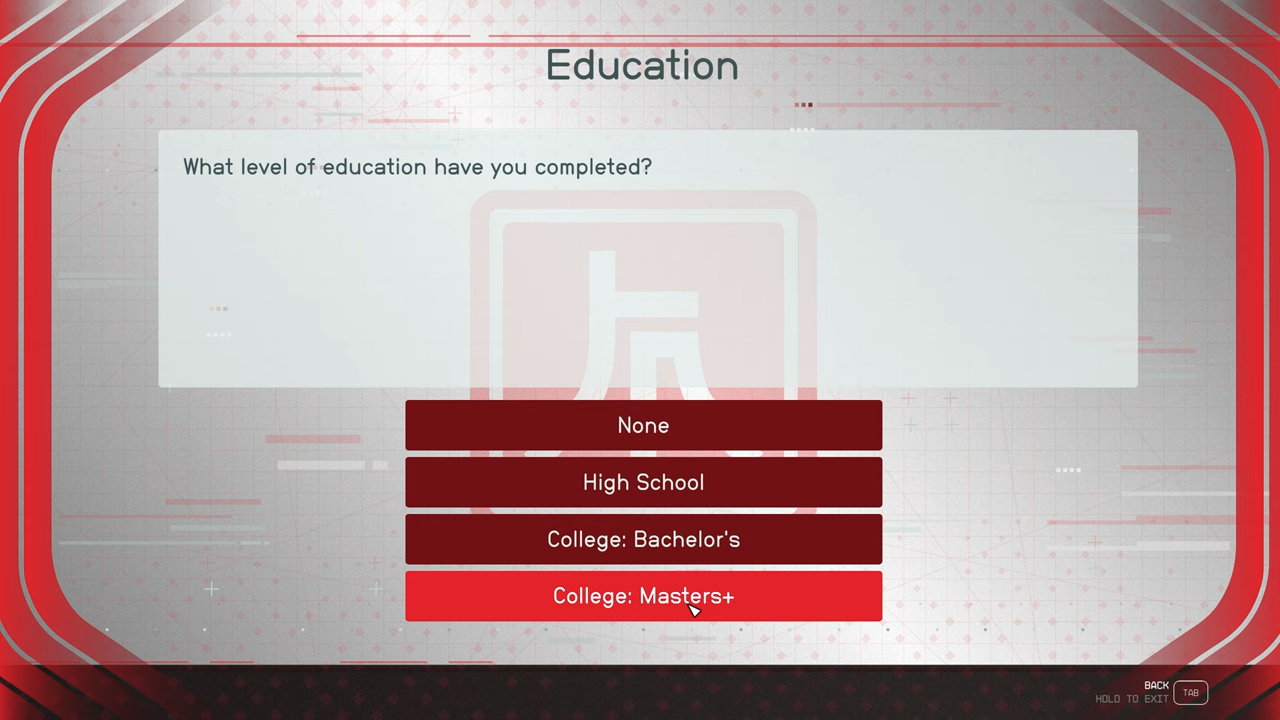 Education
What level of education have you completed?
None
High School
College: Bachelor's
College: Masters+
BACK
HOLD TO EXIT
TAB